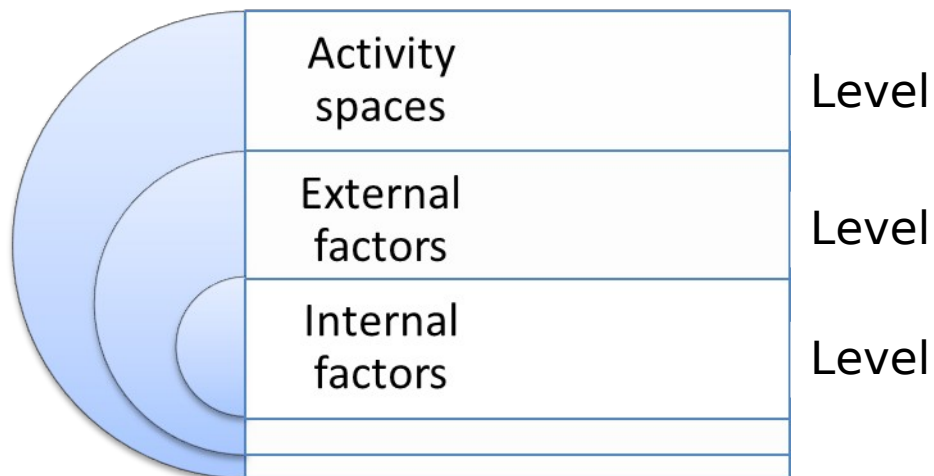 Activity
spaces
Level
External
factors
Level
Internal
factors
Level